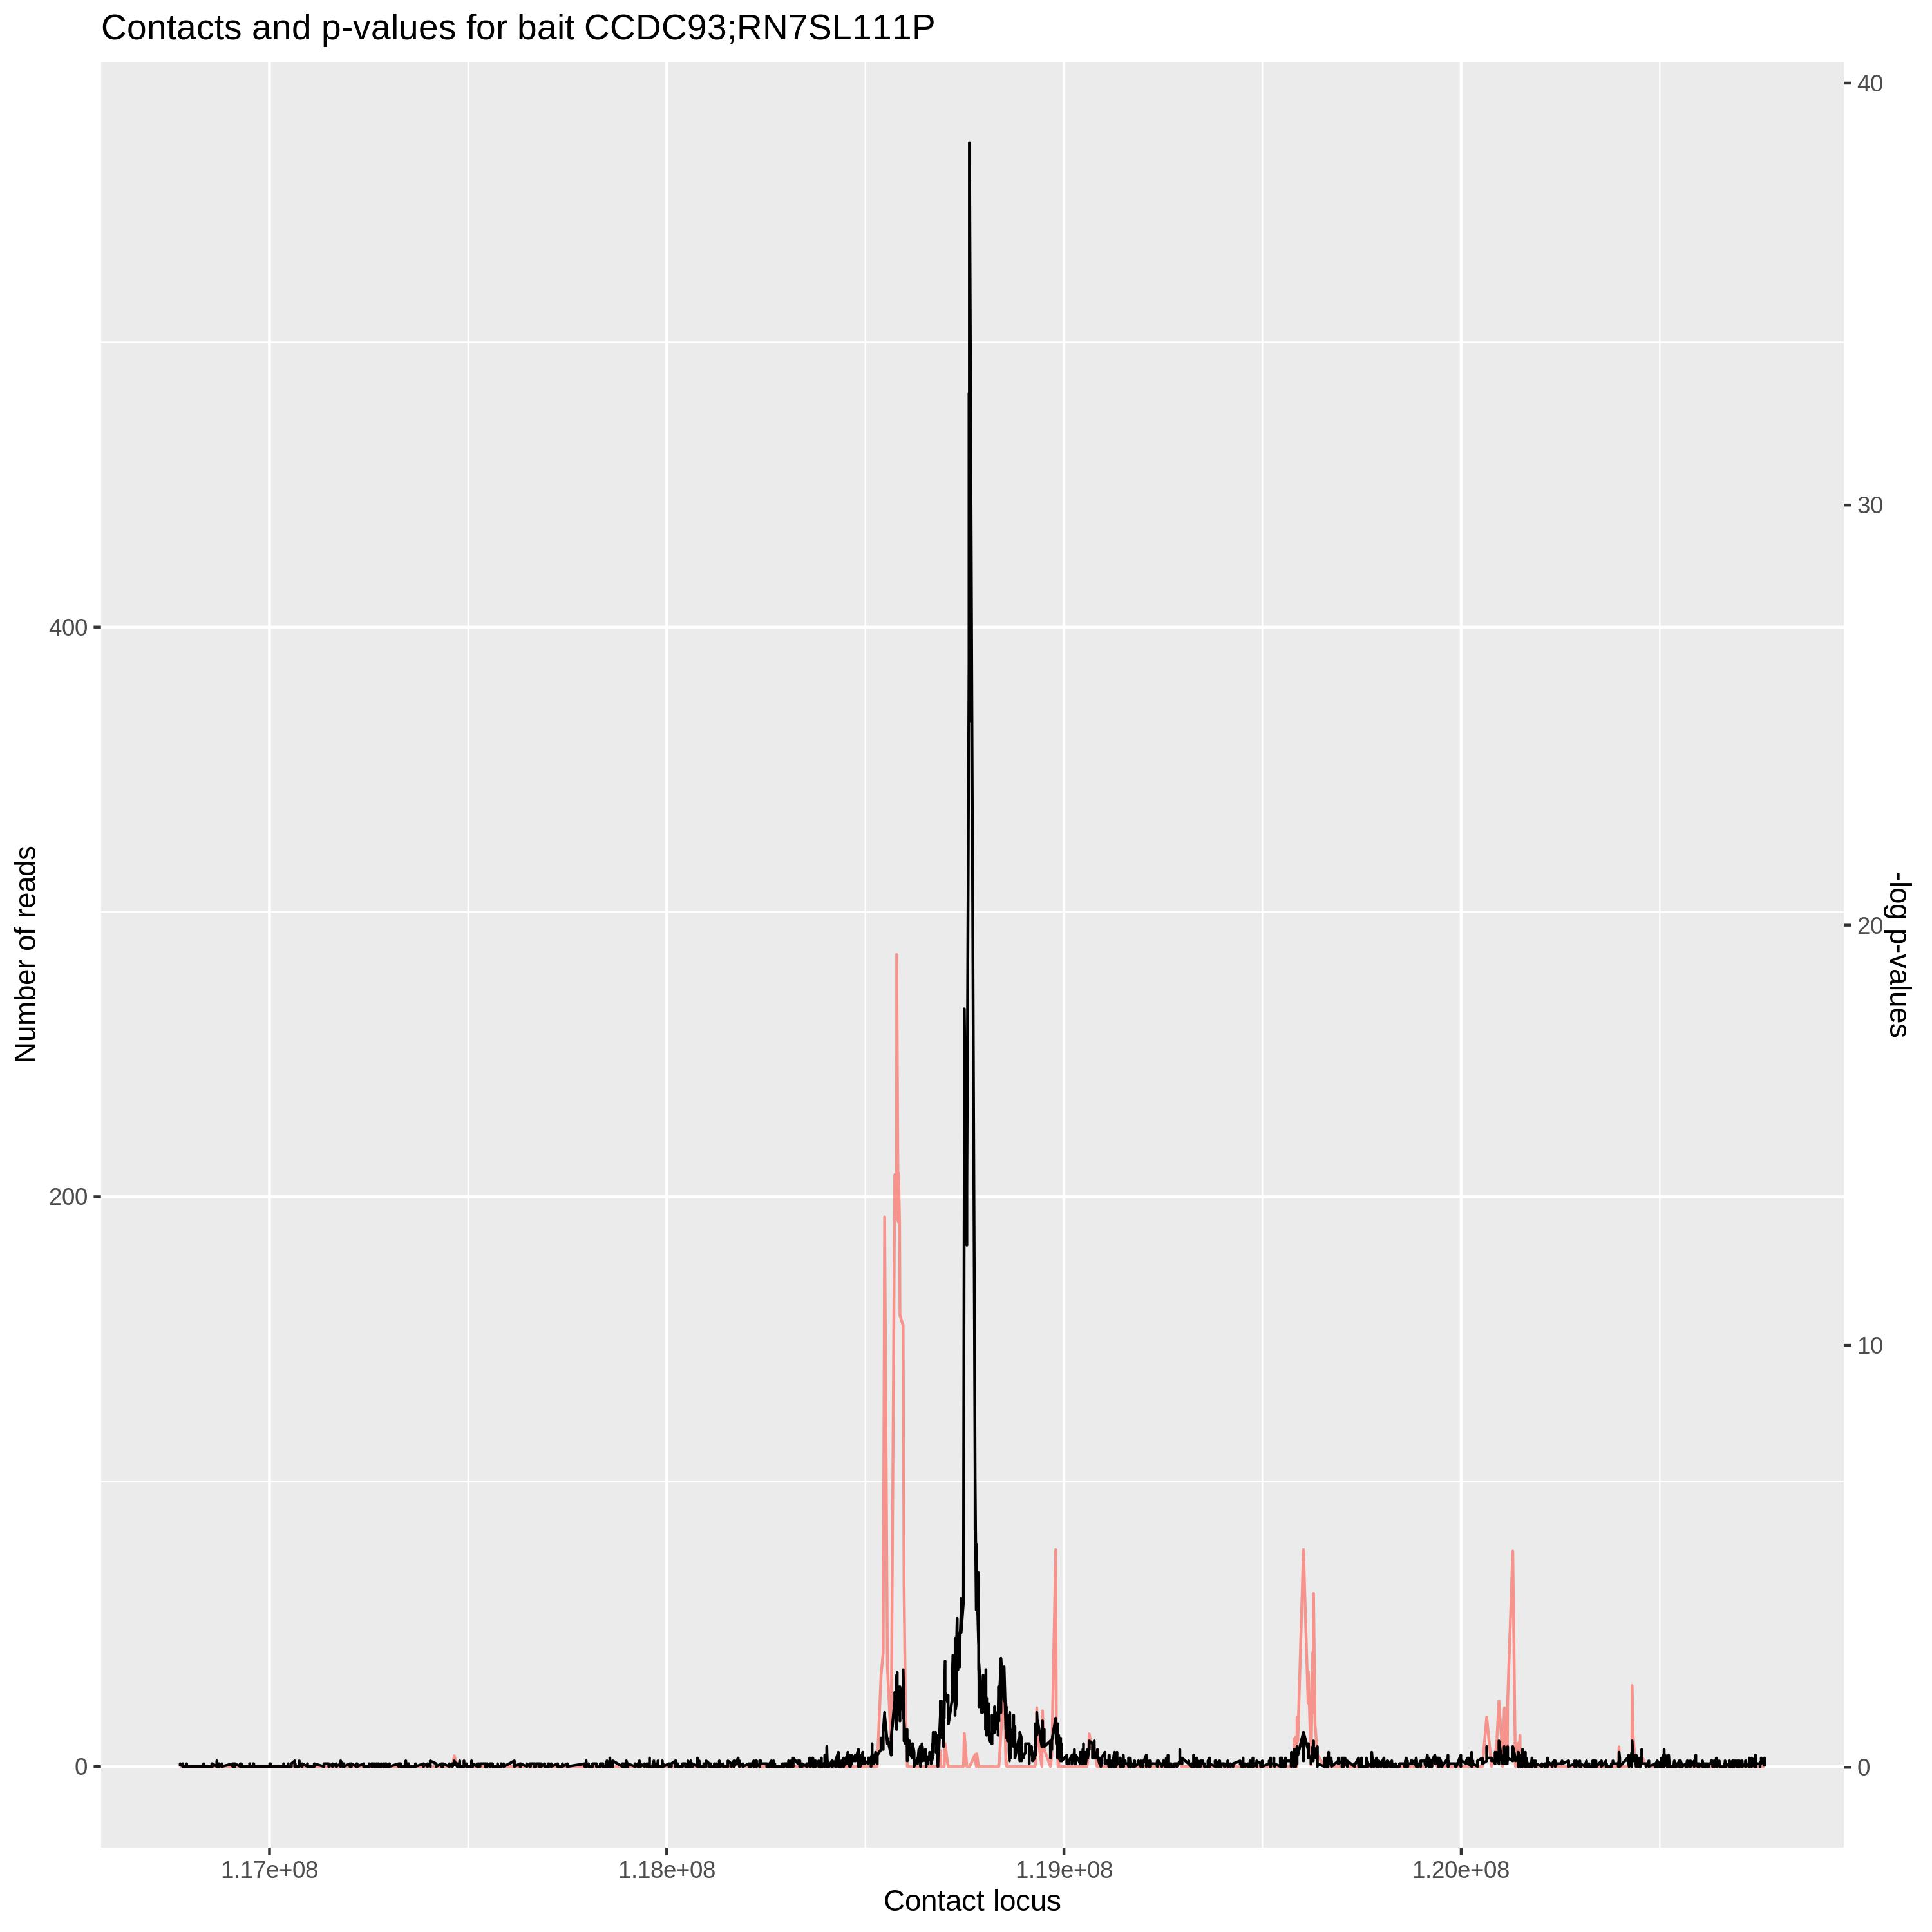 Contacts and p-values for bait CCDC93;RN7SL111P
40
30
400
Number of reads
-log p-values
20
200
10
0
0
1.17e+08
1.18e+08
1.19e+08
1.20e+08
Contact locus